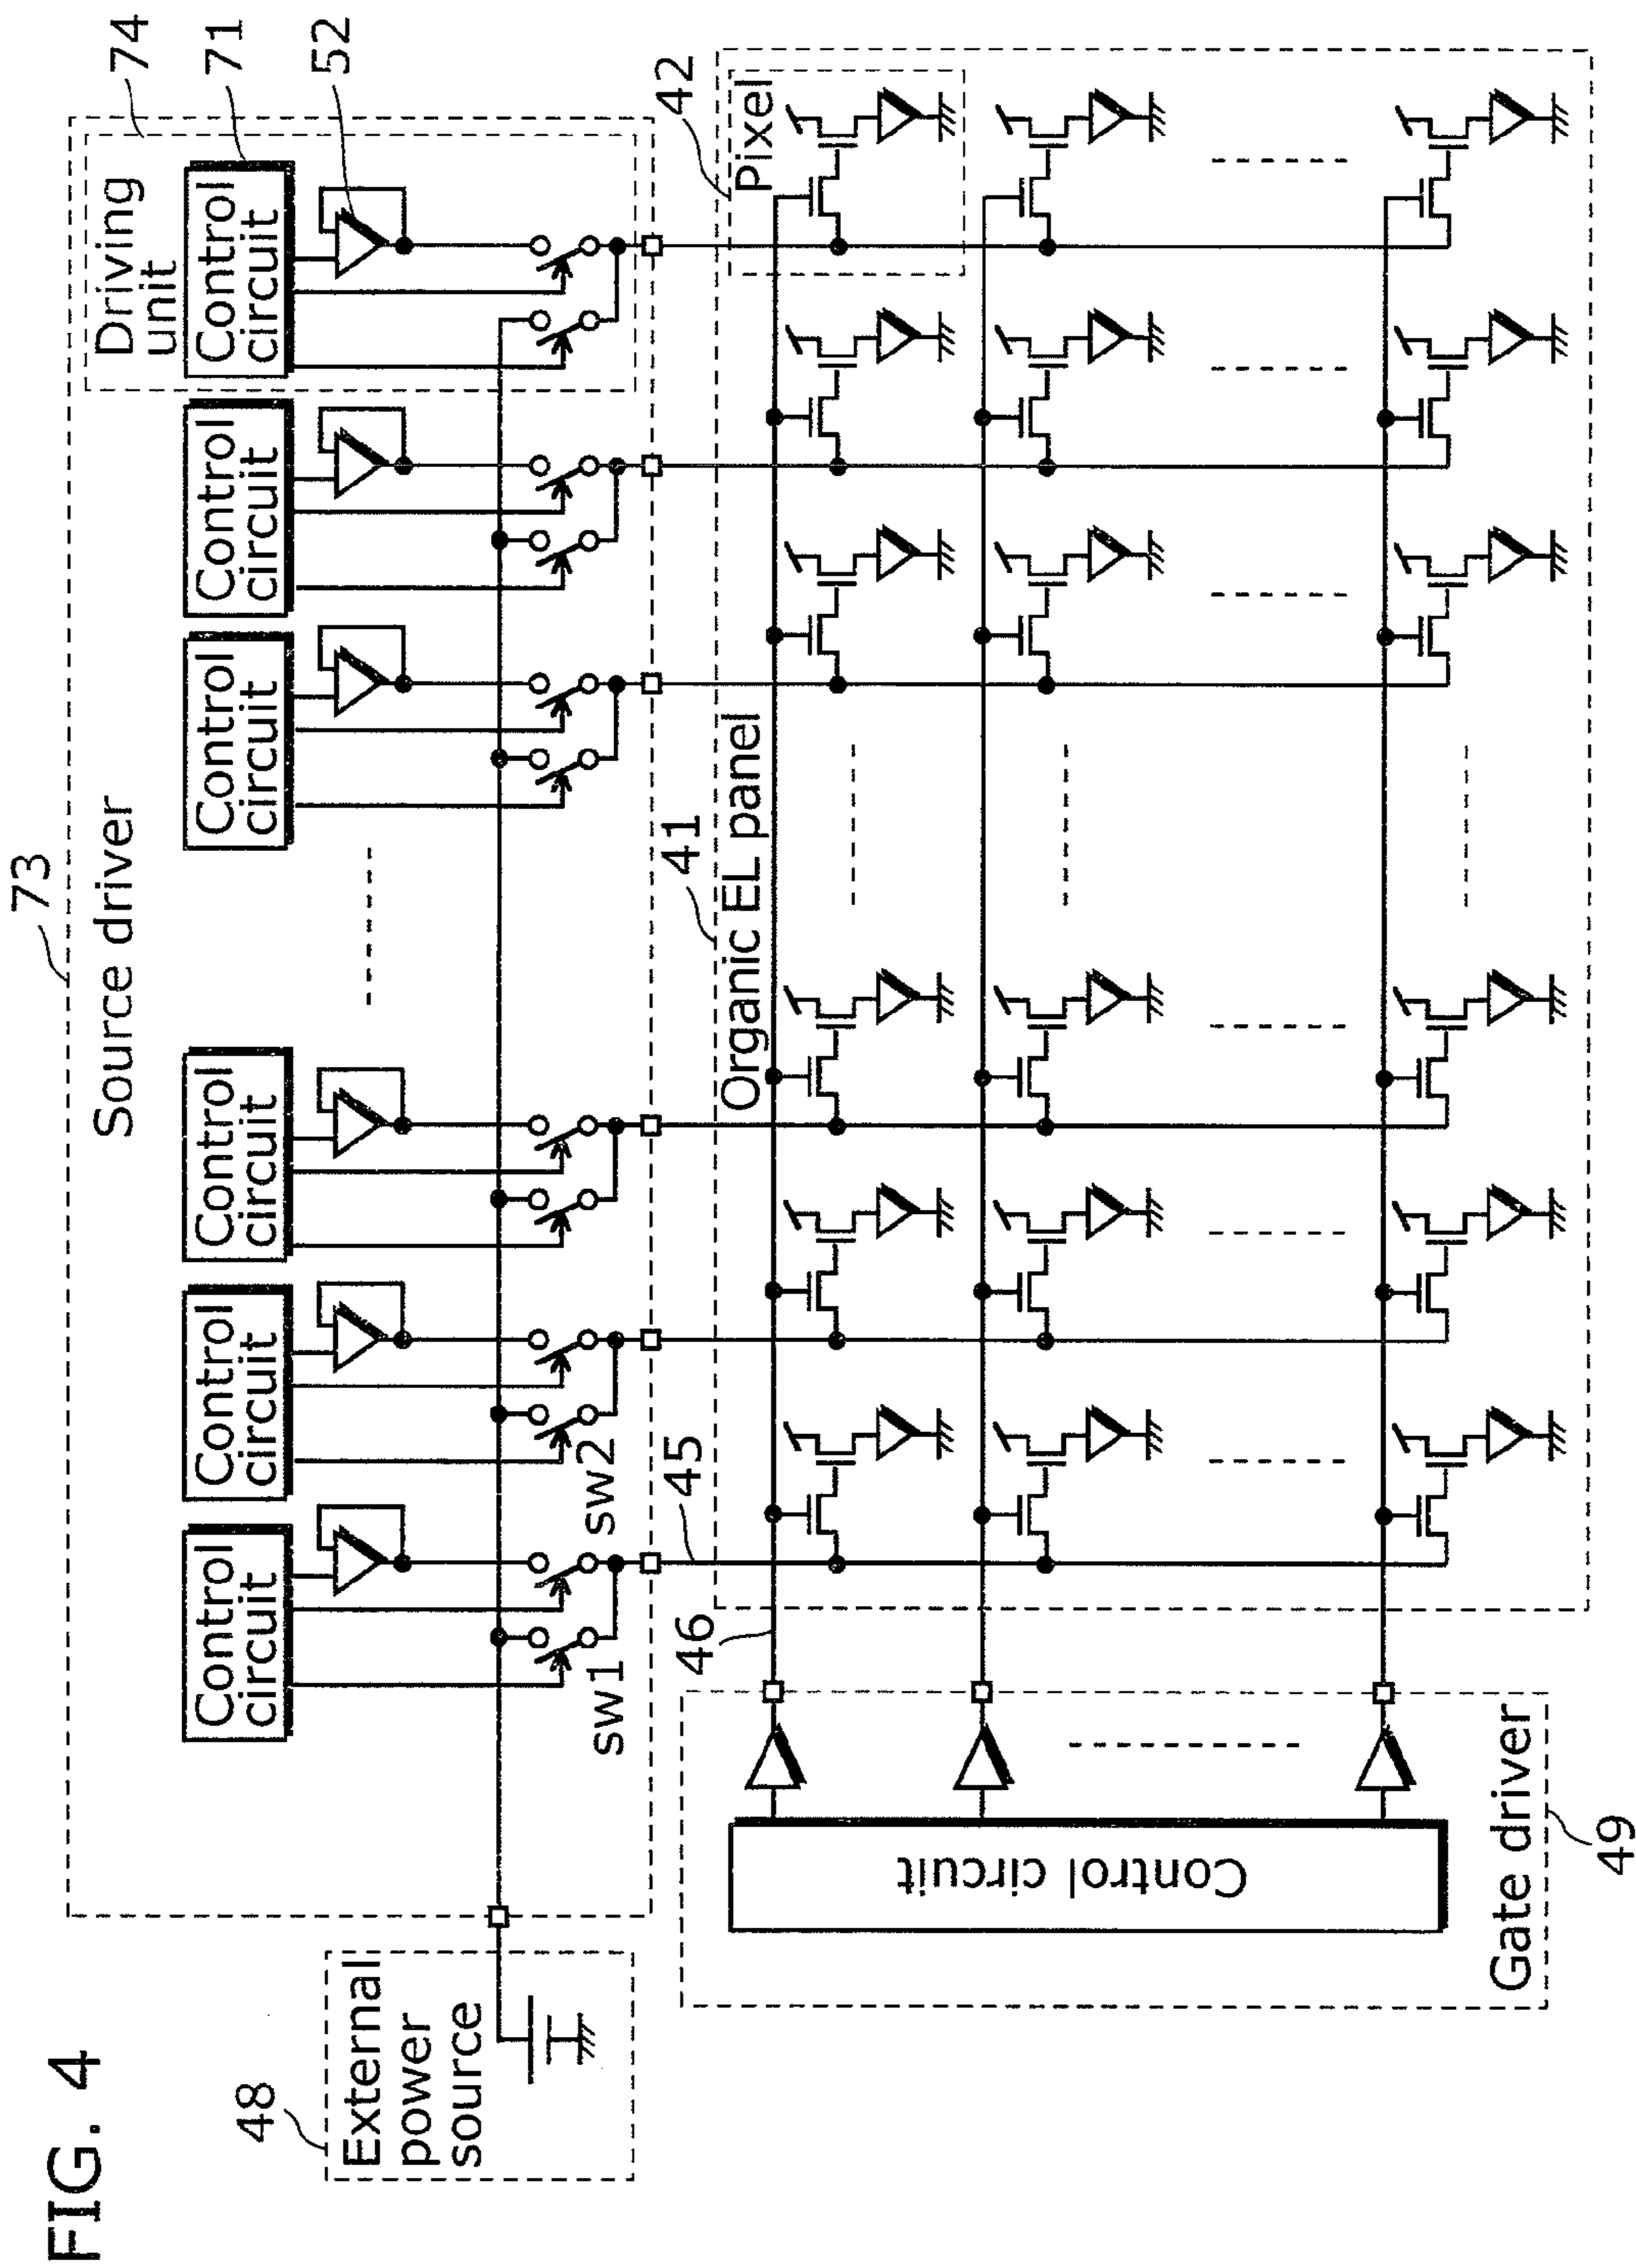 FIG. 4
73
Source driver
74
Driving
unit
71
52
Control
circuit
Control
circuit
Control
circuit
Control
circuit
Control
circuit
Control
circuit
48
External
power
source
sw1
sw2
45
46
41
Organic EL panel
42
Pixel
Control circuit
Gate driver
49